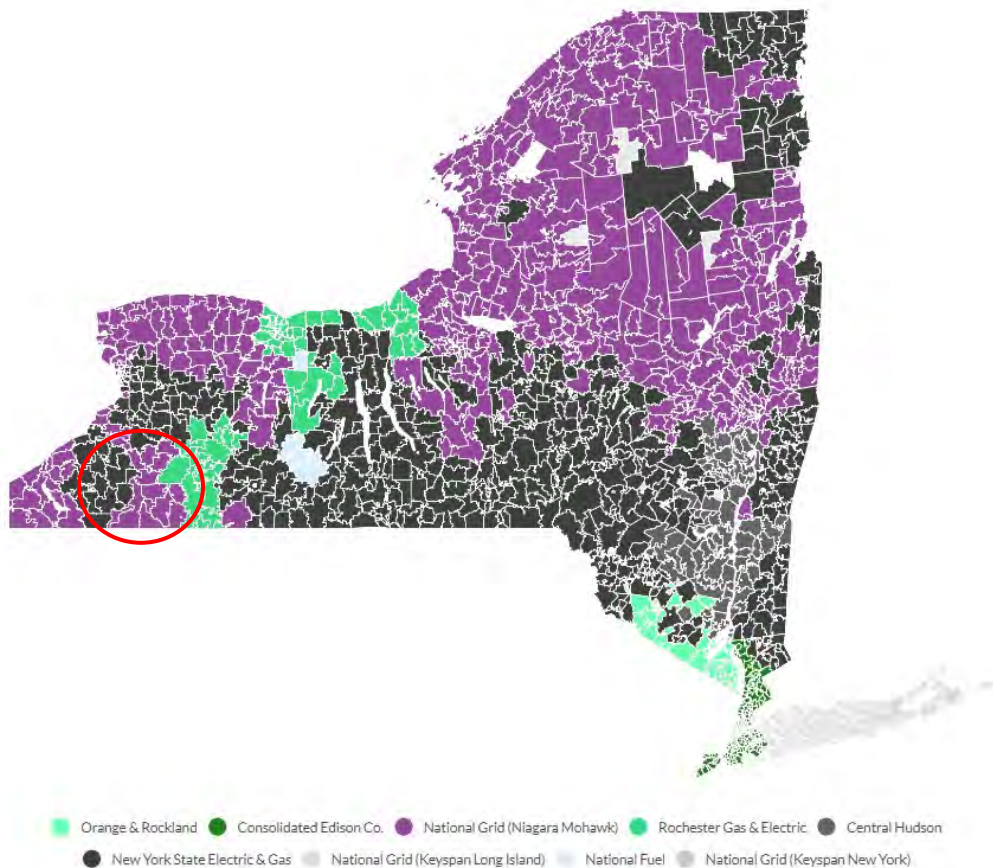 Orange & Rockland Consolidated Edison Co. National Grid (Niagara Mohawk) Rochester Gas & Electric Central Hudson
New York State Electric & Gas National Grid (Keyspan Long Island) National Fuel National Grid (Keyspan New York)